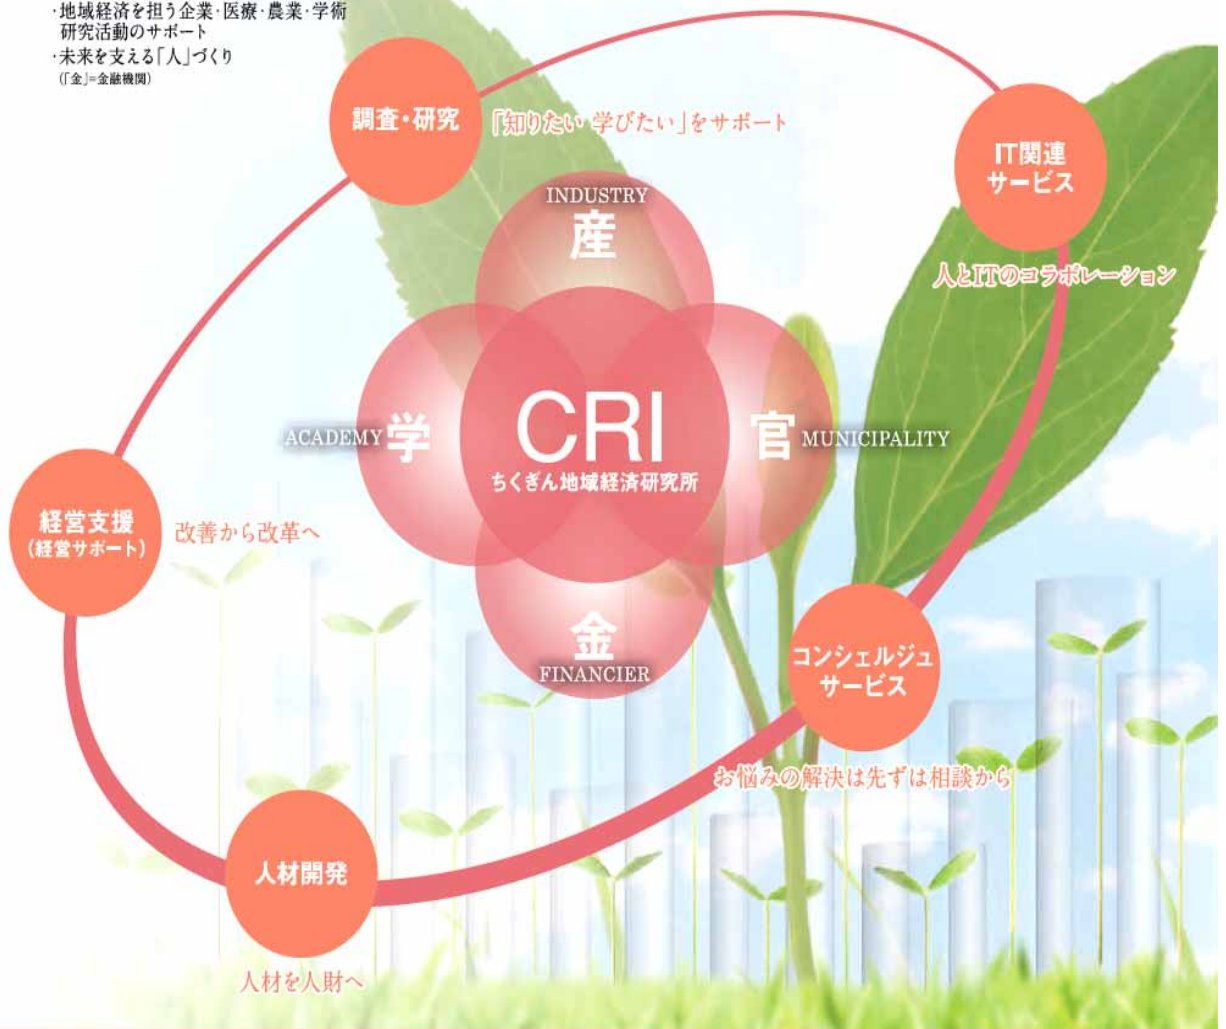 ・地域経済を担う企業・医療・農業・学術
研究活動のサポート
・未来を支える「人」づくり
(「金」=金融機関)
調査・研究
「知りたい 学びたい」をサポート
IT関連
サービス
人とITのコラボレーション
INDUSTRY
産
ACADEMY 学
CRI
ちくぎん地域経済研究所
官 MUNICIPALITY
経営支援
(経営サポート)
改善から改革へ
金
FINANCIER
コンシェルジュ
サービス
お悩みの解決は先ずは相談から
人材開発
人材を人財へ